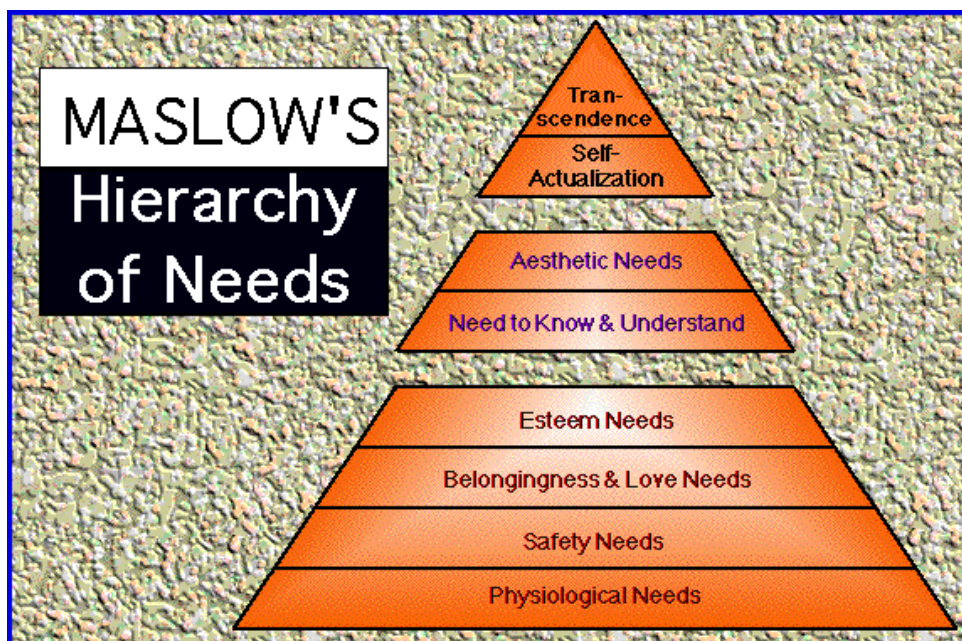 MASLOW'S
Hierarchy
of Needs
Tran-
scendence
Self-
Actualization
Aesthetic Needs
Need to Know & Understand
Esteem Needs
Belongingness & Love Needs
Safety Needs
Physiological Needs